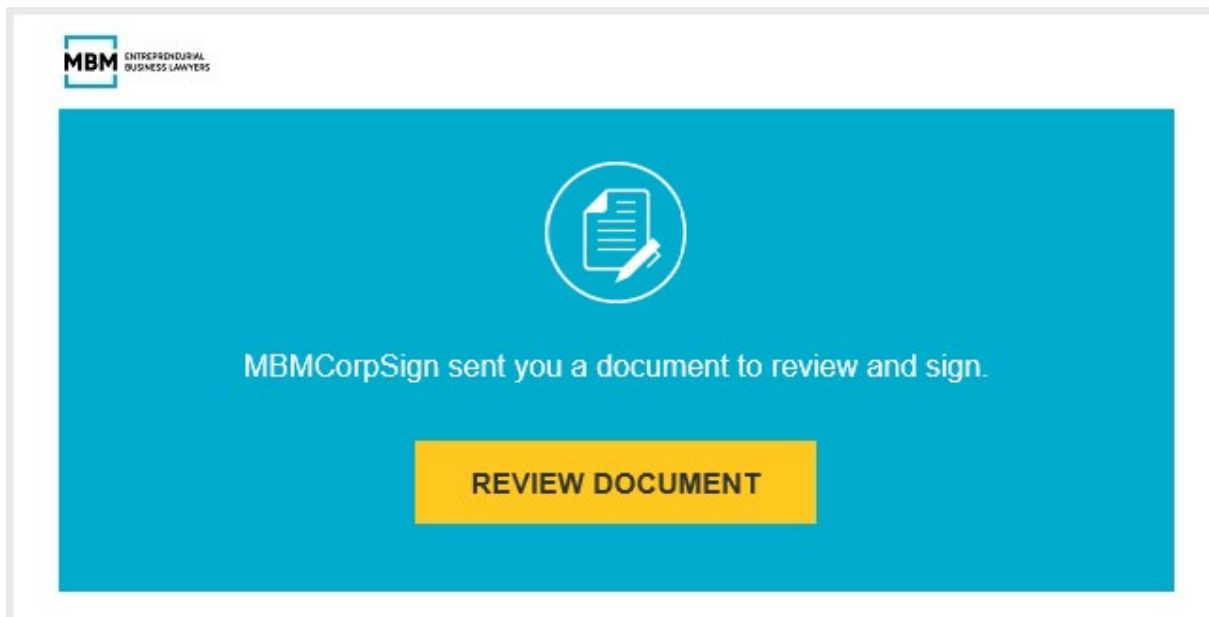 MBM ENTREPRENEURIAL
BUSINESS LAWYERS
MBMCorpSign sent you a document to review and sign.
REVIEW DOCUMENT